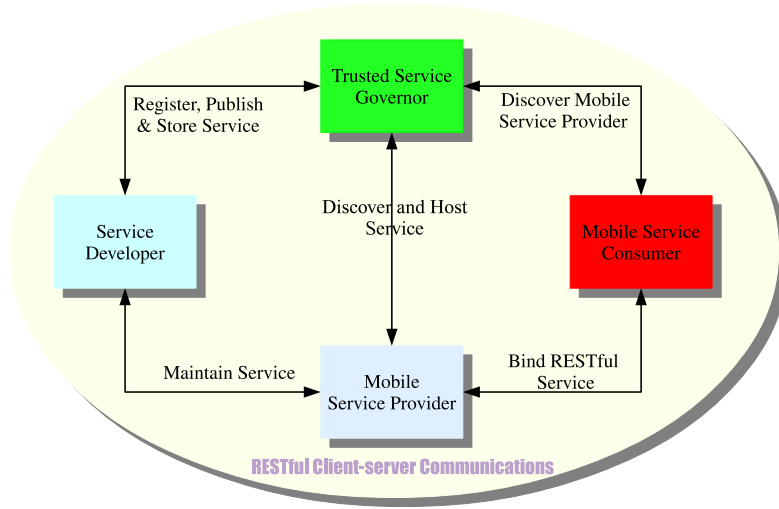 Trusted Service
Governor
Register, Publish
& Store Service
Discover Mobile
Service Provider
Discover and Host
Service
Service
Developer
Mobile Service
Consumer
Maintain Service
Mobile
Service Provider
Bind RESTful
Service
RESTful Client-server Communications